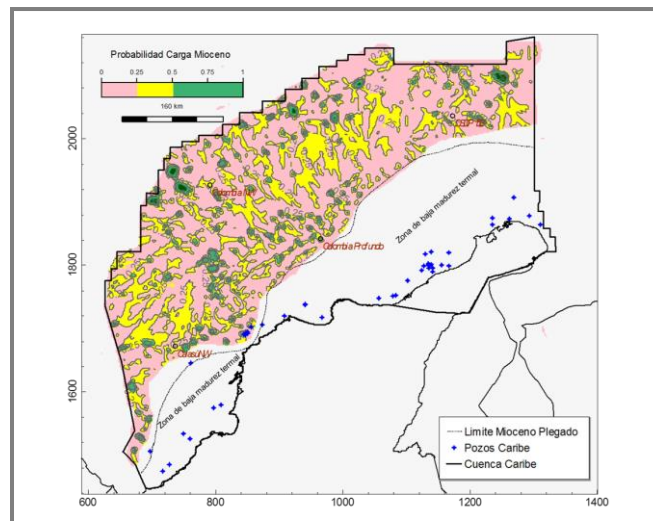 Probabilidad Carga Mioceno
0 0.25 0.5 0.75 1
160 km
2000
1800
1600
Colombia Profundo
Zona de baja madurez termal
Zona de baja madurez termal
Limite Mioceno Plegado
Pozos Caribe
Cuenca Caribe
600 800 1000 1200 1400